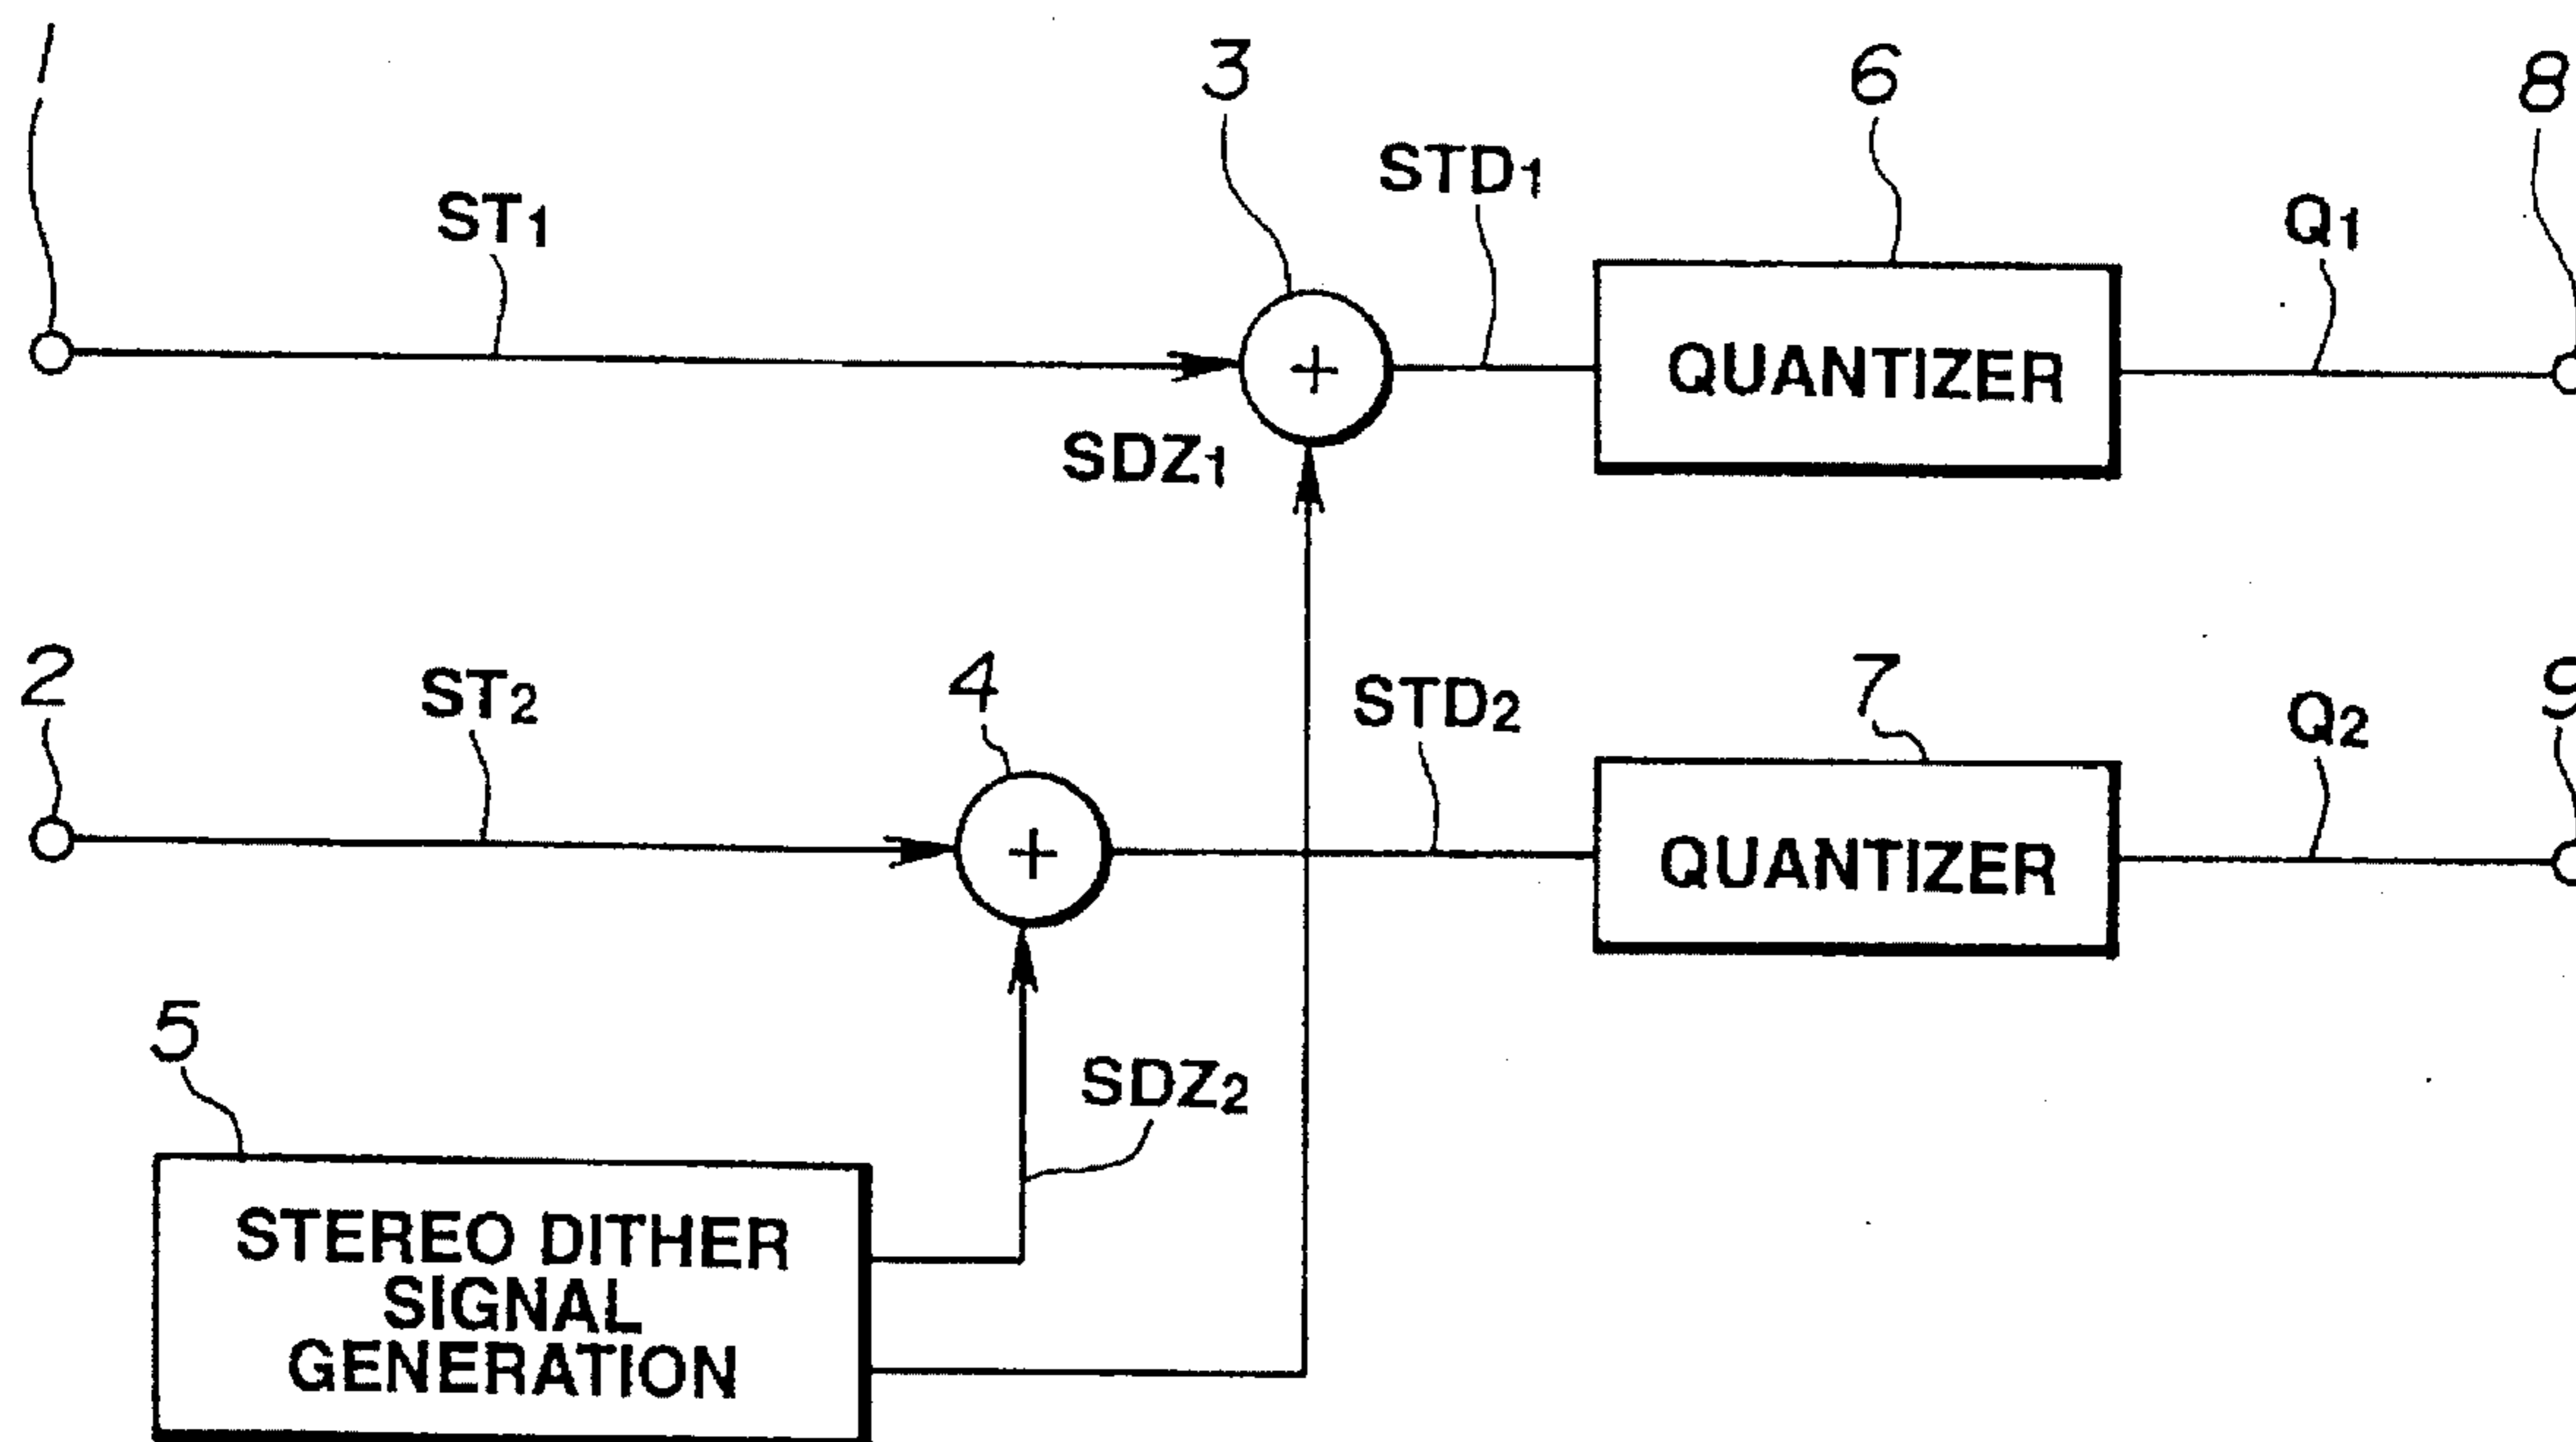 1
3
6
8
STD1
ST1
Q1
QUANTIZER
SDZ1
2
ST2
4
STD2
7
9
Q2
QUANTIZER
5
SDZ2
STEREO DITHER
SIGNAL
GENERATION